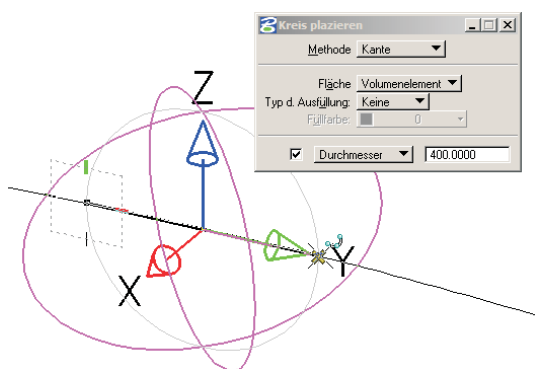 Kreis plazieren
Methode Kante
Fläche Volumenelement
Typ d. Ausfüllung: Keine
Füllfarbe: 0
Durchmesser 400.0000
Z
X
Y